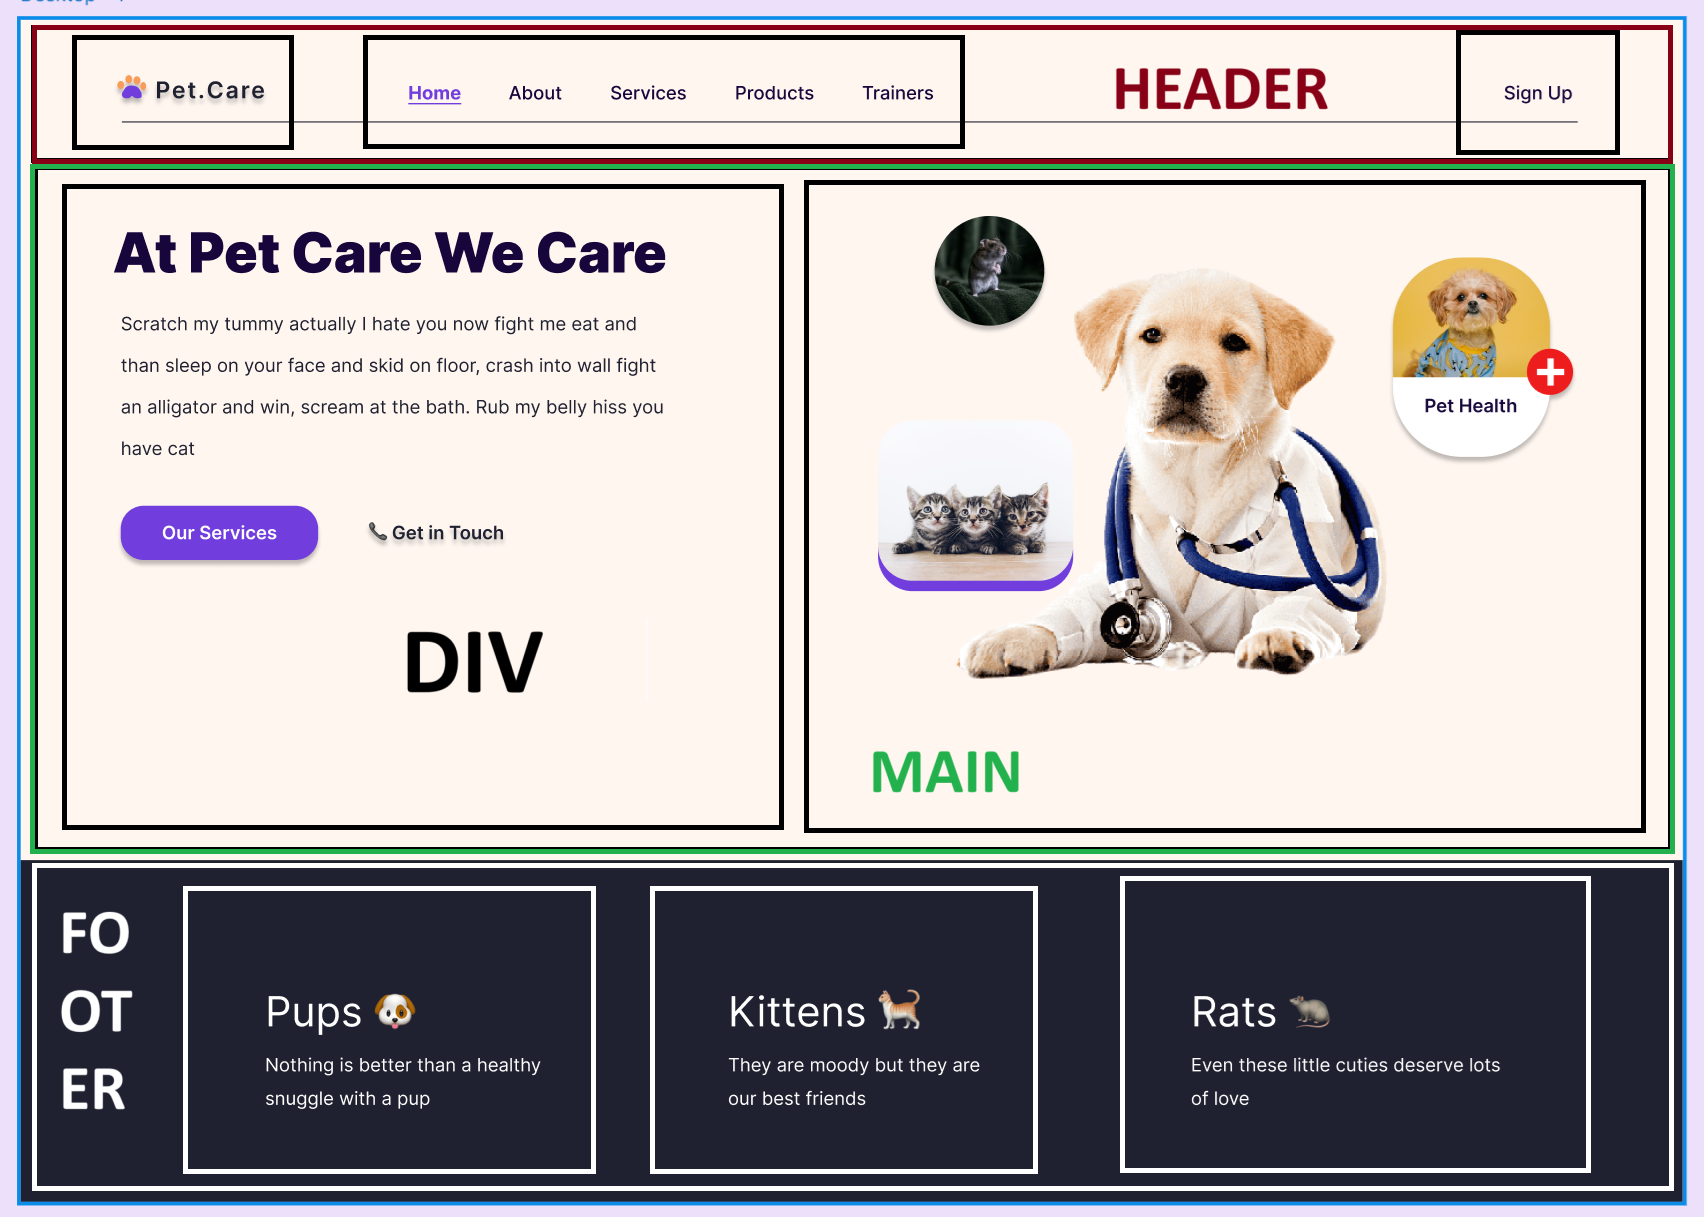 Pet.Care
Home About Services Products Trainers
HEADER
Sign Up
At Pet Care We Care
Scratch my tummy actually I hate you now fight me eat and
than sleep on your face and skid on floor, crash into wall fight
an alligator and win, scream at the bath. Rub my belly hiss you
have cat
Our Services
Get in Touch
DIV
Pet Health
MAIN
FO
OT
ER
Pups
Nothing is better than a healthy
snuggle with a pup
Kittens
They are moody but they are
our best friends
Rats
Even these little cuties deserve lots
of love